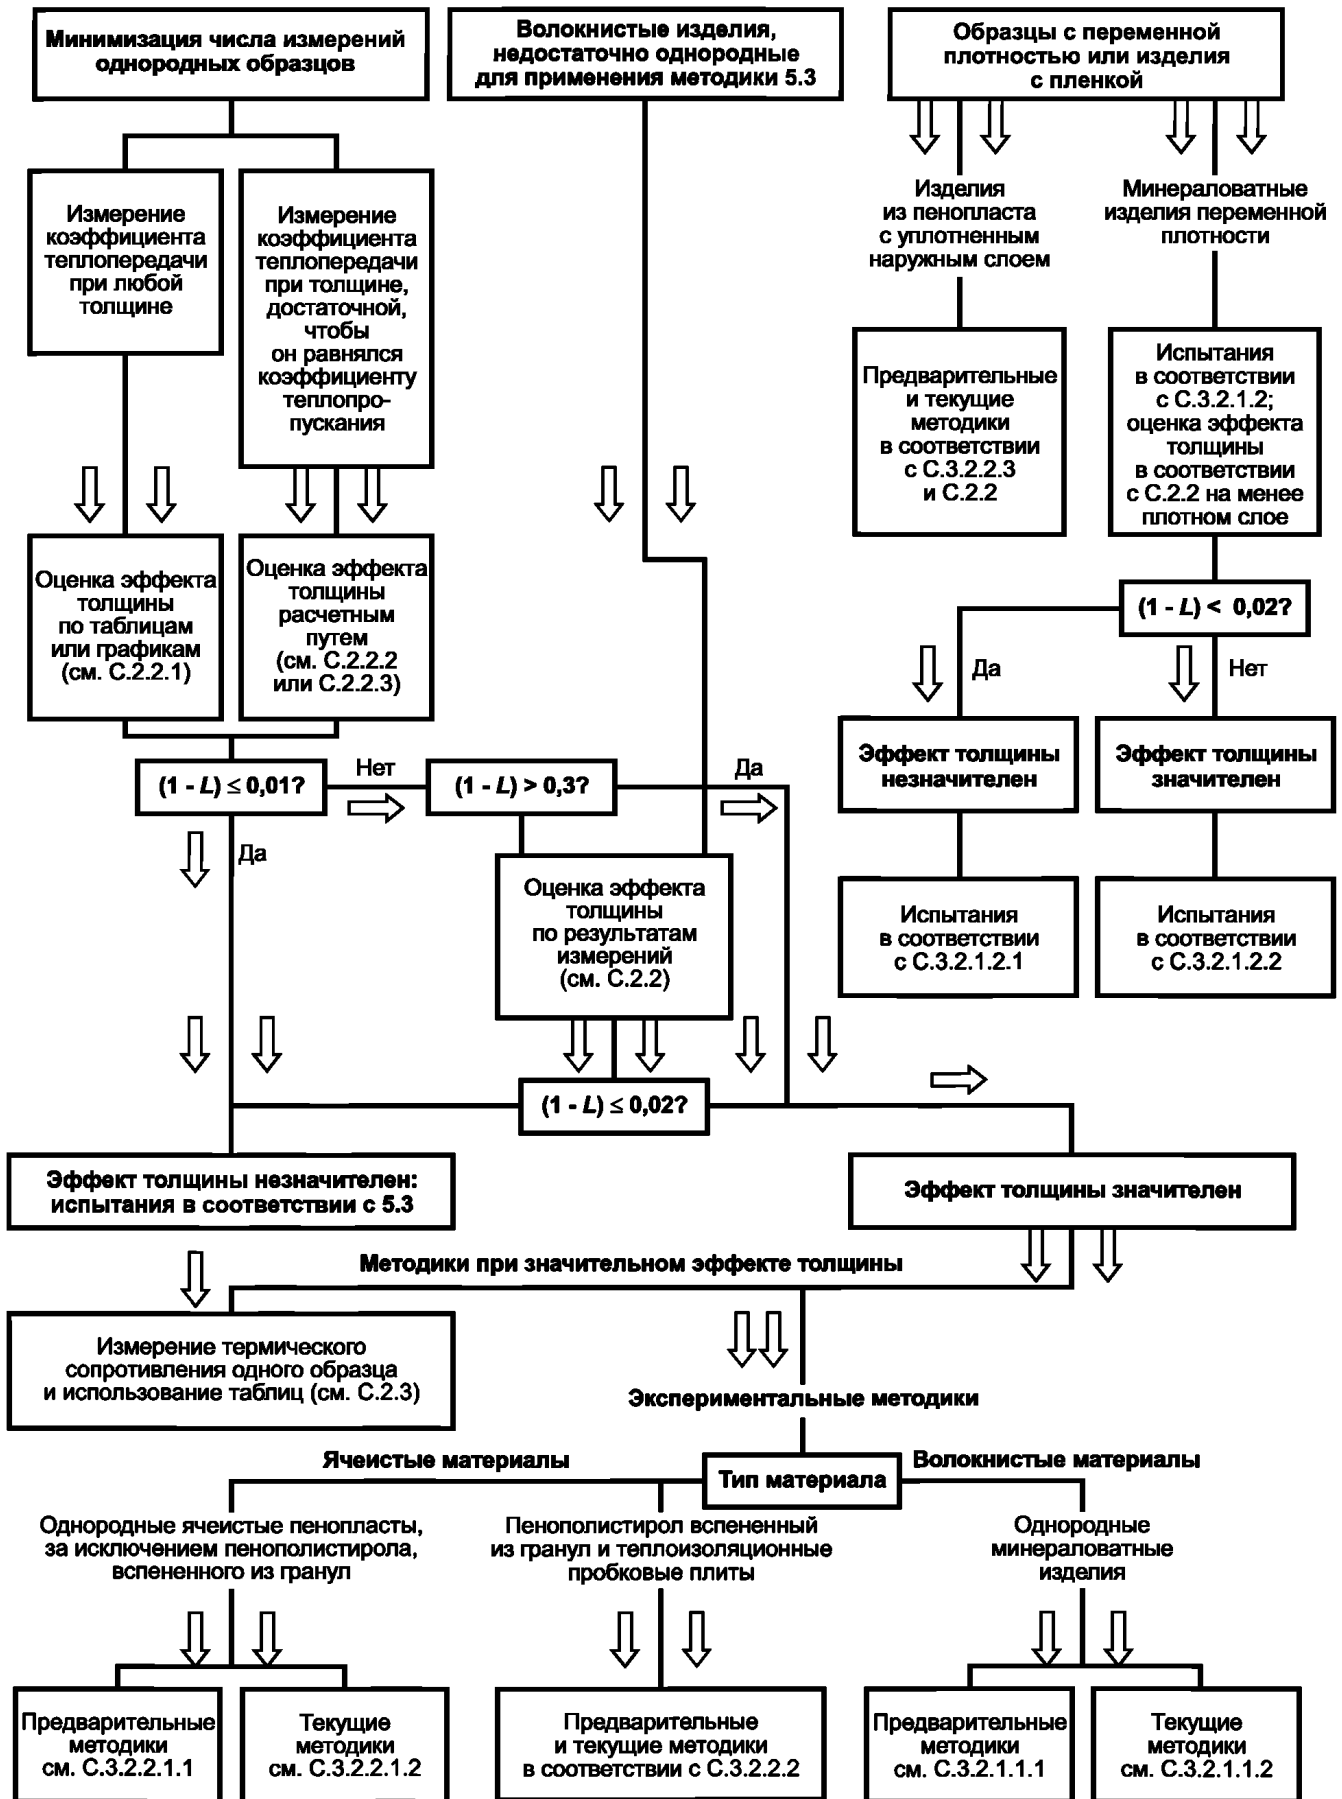 Минимизация числа измерений
однородных образцов
Волокнистые изделия,
недостаточно однородные
для применения методики 5.3
Образцы с переменной
плотностью или изделия
с пленкой
Измерение
коэффициента
теплопередачи
при любой
толщине
Измерение
коэффициента
теплопередачи
при толщине,
достаточной,
чтобы
он равнялся
коэффициенту
теплопро-
пускания
Изделия
из пенопласта
с уплотненным
наружным слоем
Минераловатные
изделия переменной
плотности
Предварительные
и текущие
методики
в соответствии
с С.3.2.2.3
и С.2.2
Испытания
в соответствии
с С.3.2.1.2;
оценка эффекта
толщины
в соответствии
с С.2.2 на менее
плотном слое
Оценка эффекта
толщины
по таблицам
или графикам
(см. С.2.2.1)
Оценка эффекта
толщины
расчетным
путем
(см. С.2.2.2
или С.2.2.3)
(1 - L) < 0,02?
Да
Нет
Эффект толщины
незначителен
Эффект толщины
значителен
(1 - L) ≤ 0,01?
Нет
(1 - L) > 0,3?
Да
Да
Оценка эффекта
толщины
по результатам
измерений
(см. С.2.2)
Испытания
в соответствии
с С.3.2.1.2.1
Испытания
в соответствии
с С.3.2.1.2.2
(1 - L) ≤ 0,02?
Эффект толщины незначителен:
испытания в соответствии с 5.3
Эффект толщины значителен
Методики при значительном эффекте толщины
Измерение термического
сопротивления одного образца
и использование таблиц (см. С.2.3)
Экспериментальные методики
Ячеистые материалы
Тип материала
Волокнистые материалы
Однородные ячеистые пенопласты,
за исключением пенополистирола,
вспененного из гранул
Пенополистирол вспененный
из гранул и теплоизоляционные
пробковые плиты
Однородные
минераловатные
изделия
Предварительные
методики
см. С.3.2.2.1.1
Текущие
методики
см. С.3.2.2.1.2
Предварительные
и текущие методики
в соответствии с С.3.2.2.2
Предварительные
методики
см. С.3.2.1.1.1
Текущие
методики
см. С.3.2.1.1.2